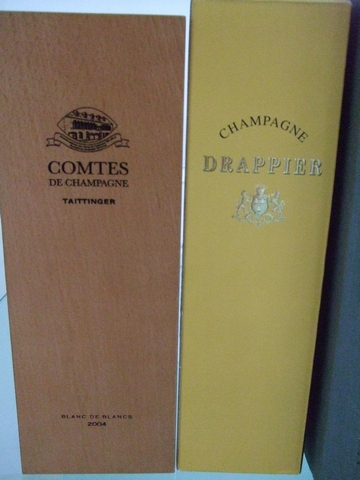 COMTES
DE CHAMPAGNE
TAITTINGER
BLANC DE BLANCS
2004
CHAMPAGNE
DRAPPIER